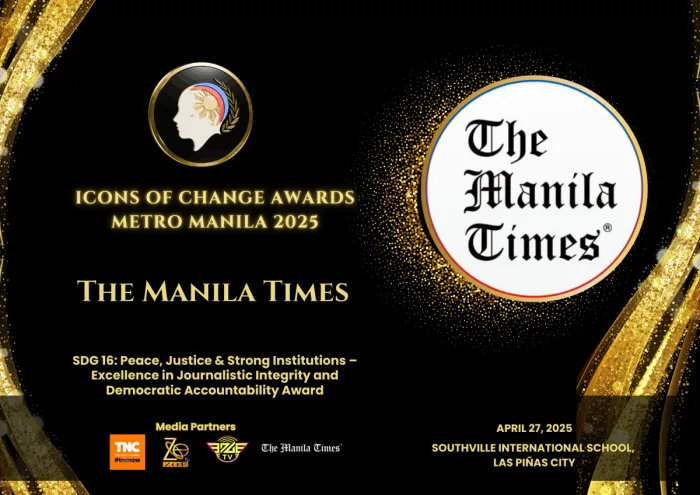 ICONS OF CHANGE AWARDS
METRO MANILA 2025
THE MANILA TIMES
SDG 16: Peace, Justice & Strong Institutions –
Excellence in Journalistic Integrity and
Democratic Accountability Award
Media Partners
TNC
#tncnow
TV
The Manila Times®
The
Manila
Times®
APRIL 27, 2025
SOUTHVILLE INTERNATIONAL SCHOOL,
LAS PIÑAS CITY